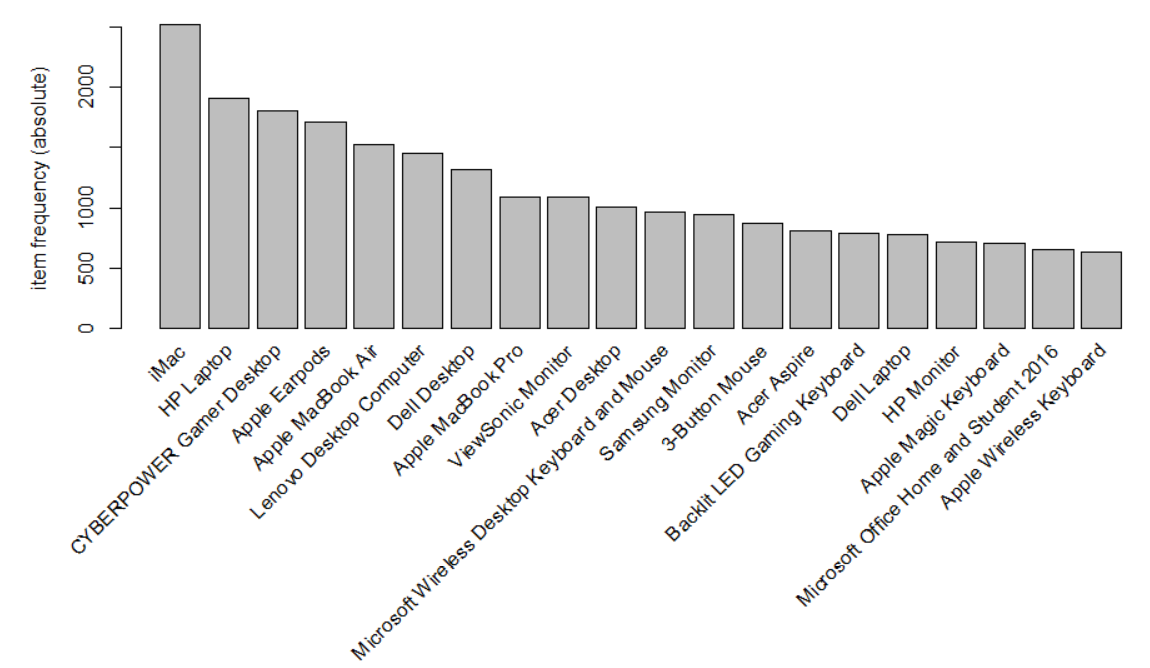 item frequency (absolute)
2000
1000
500
0
iMac
HP Laptop
CYBERPOWER Gamer Desktop
Apple Earpods
Apple MacBook Air
Lenovo Desktop Computer
Dell Desktop
Apple MacBook Pro
ViewSonic Monitor
Acer Desktop
Microsoft Wireless Desktop Keyboard and Mouse
Samsung Monitor
3-Button Mouse
Acer Aspire
Backlit LED Gaming Keyboard
Dell Laptop
HP Monitor
Apple Magic Keyboard
Microsoft Office Home and Student 2016
Apple Wireless Keyboard